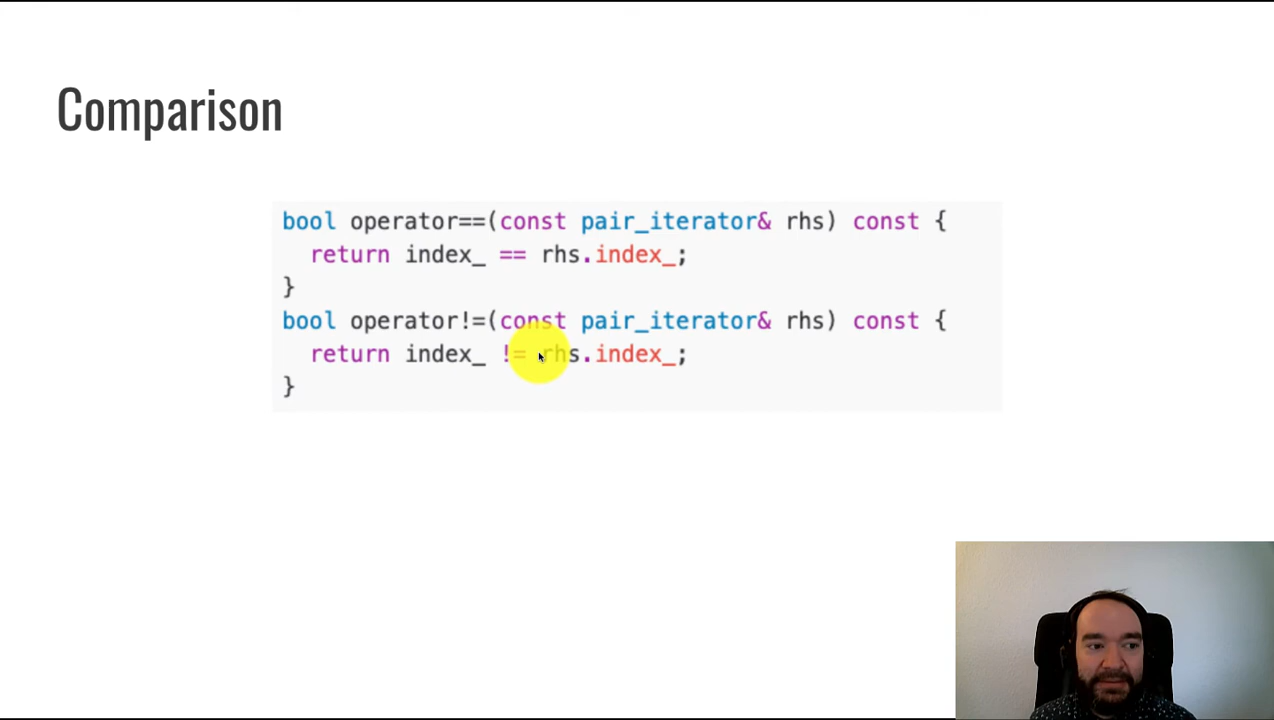 Comparison
bool operator==(const pair_iterator& rhs) const {
return index_ == rhs.index_;
}
bool operator!=(const pair_iterator& rhs) const {
return index_ != rhs.index_;
}